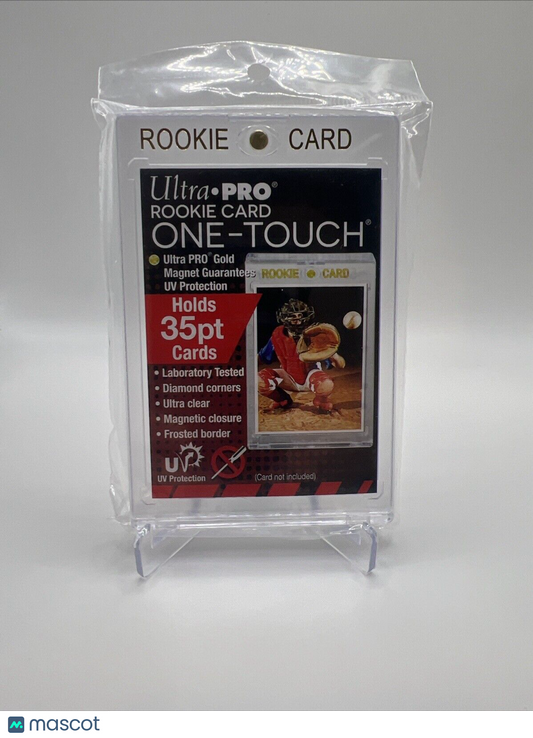 ROOKIE CARD
Ultra•PRO®
ROOKIE CARD
ONE-TOUCH®
Ultra PRO® Gold
Magnet Guarantees
UV Protection
ROOKIE CARD
Holds
35pt
Cards
• Laboratory Tested
• Diamond corners
• Ultra clear
• Magnetic closure
• Frosted border
UV
UV Protection
(Card not included)
mascot